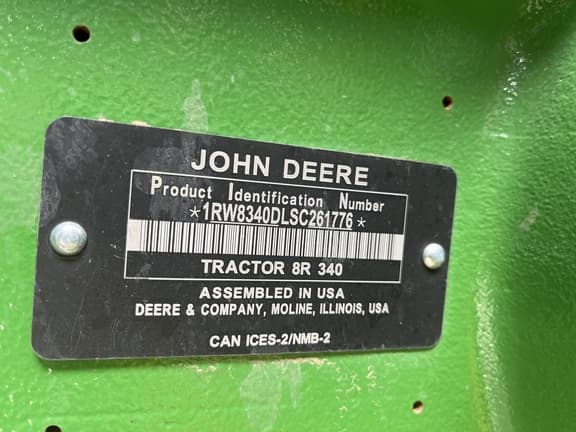 JOHN DEERE
Product Identification Number
*1RW8340DLSC261776*
TRACTOR 8R 340
ASSEMBLED IN USA
DEERE & COMPANY, MOLINE, ILLINOIS, USA
CAN ICES-2/NMB-2